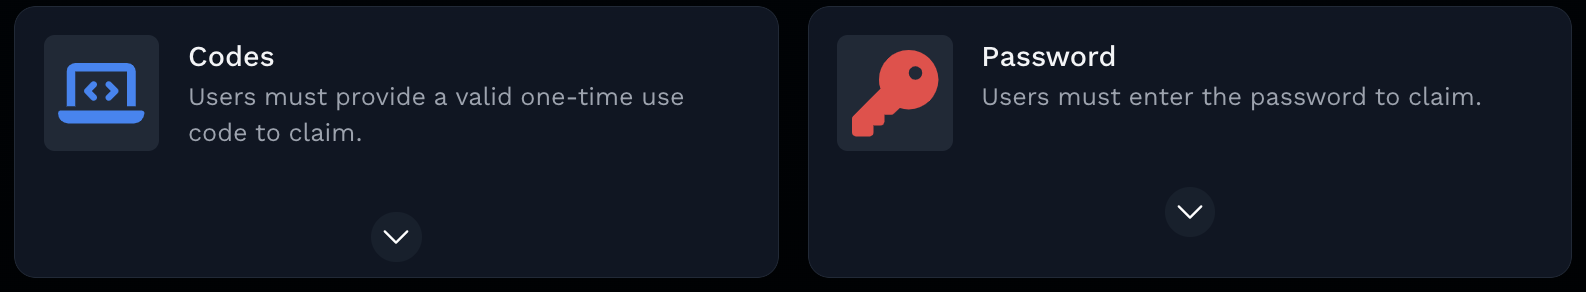 Codes
Users must provide a valid one-time use
code to claim.
Password
Users must enter the password to claim.